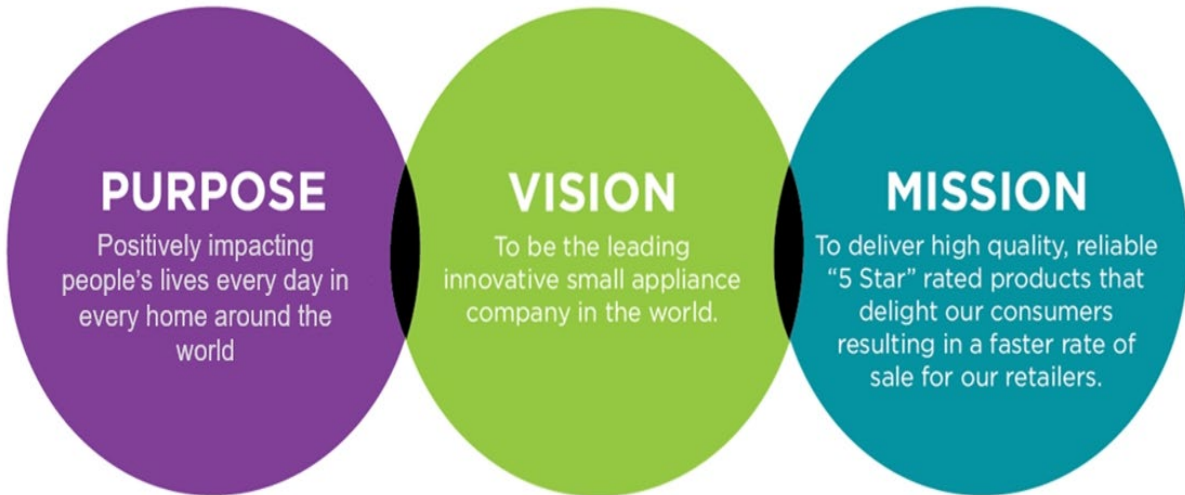 PURPOSE
Positively impacting
people's lives every day in
every home around the
world
VISION
To be the leading
innovative small appliance
company in the world.
MISSION
To deliver high quality, reliable
“5 Star” rated products that
delight our consumers
resulting in a faster rate of
sale for our retailers.